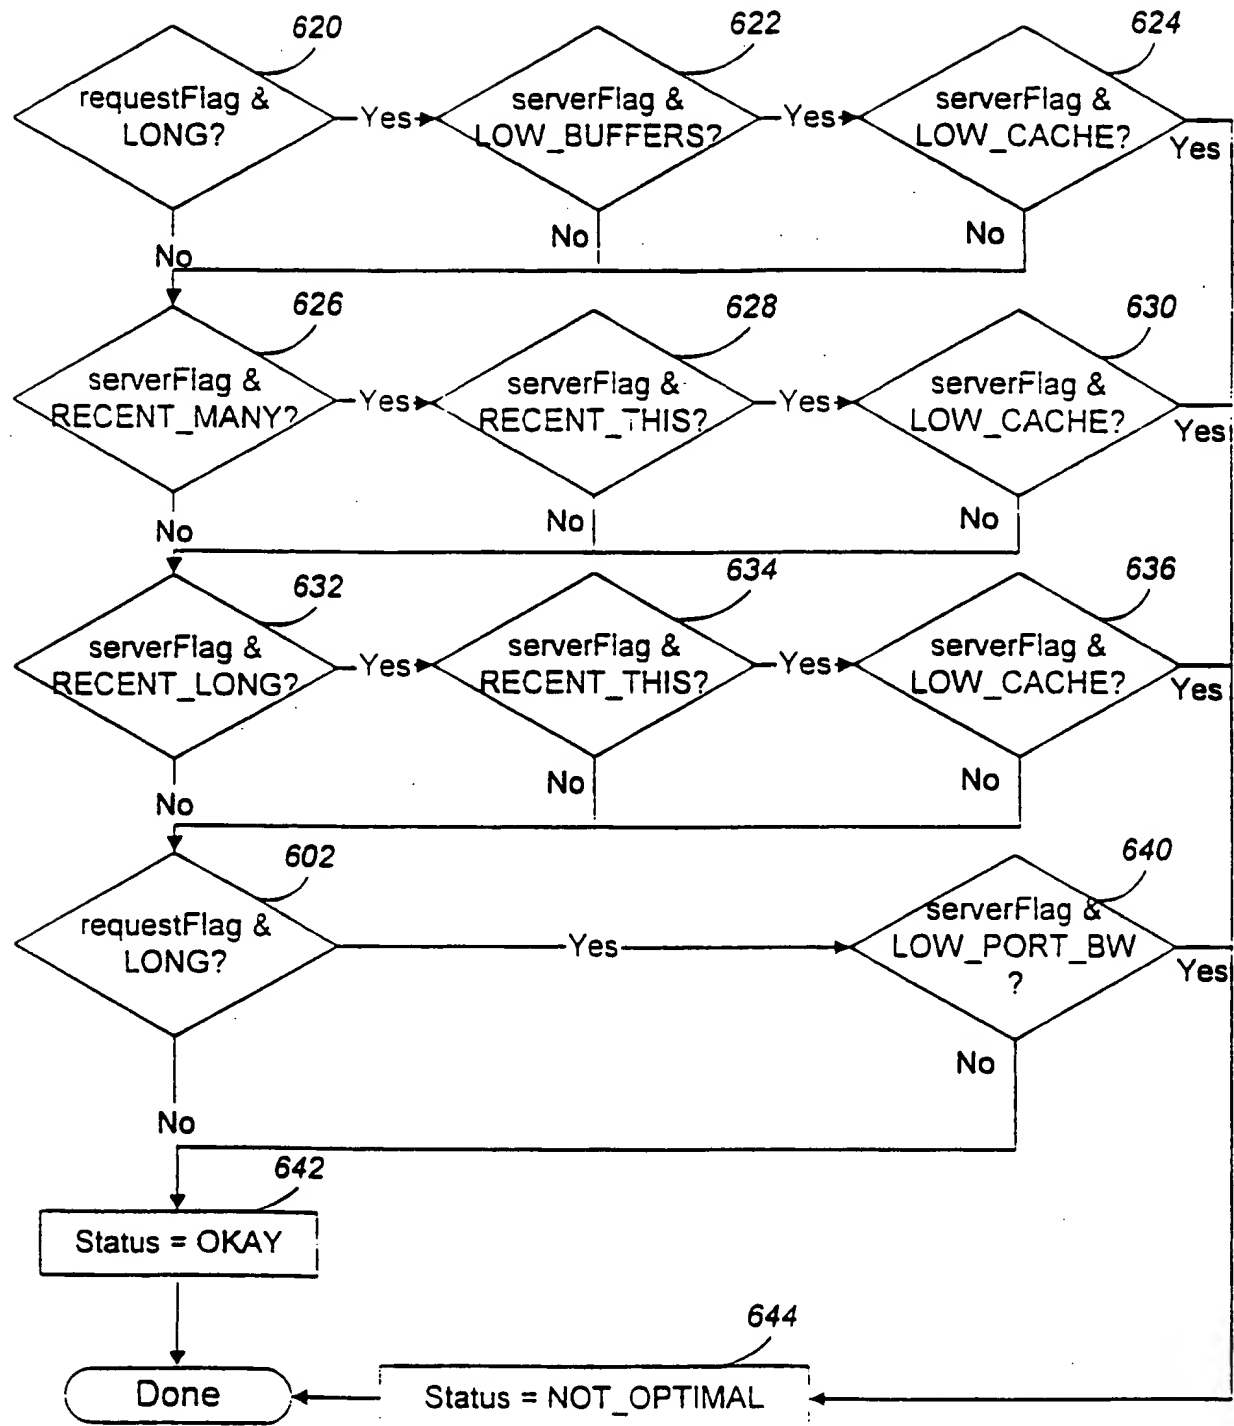 620
622
624
requestFlag &
LONG?
Yes
serverFlag &
LOW_BUFFERS?
Yes
serverFlag &
LOW_CACHE?
Yes
No
No
No
626
628
630
serverFlag &
RECENT_MANY?
Yes
serverFlag &
RECENT_THIS?
Yes
serverFlag &
LOW_CACHE?
Yes
No
No
No
632
634
636
serverFlag &
RECENT_LONG?
Yes
serverFlag &
RECENT_THIS?
Yes
serverFlag &
LOW_CACHE?
Yes
No
No
No
602
640
requestFlag &
LONG?
Yes
serverFlag &
LOW_PORT_BW
?
Yes
No
No
642
Status = OKAY
644
Done
Status = NOT_OPTIMAL